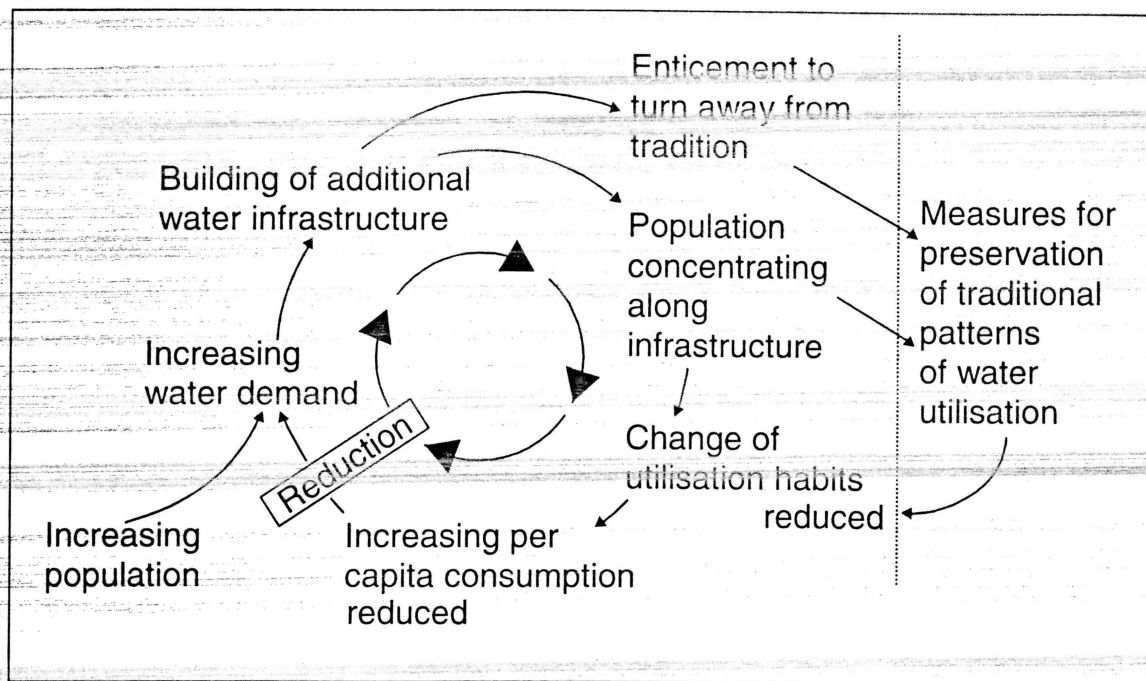 Enticement to
turn away from
tradition
Building of additional
water infrastructure
Population
concentrating
along
infrastructure
Measures for
preservation
of traditional
patterns
of water
utilisation
Increasing
water demand
Reduction
Change of
utilisation habits
reduced
Increasing
population
Increasing per
capita consumption
reduced